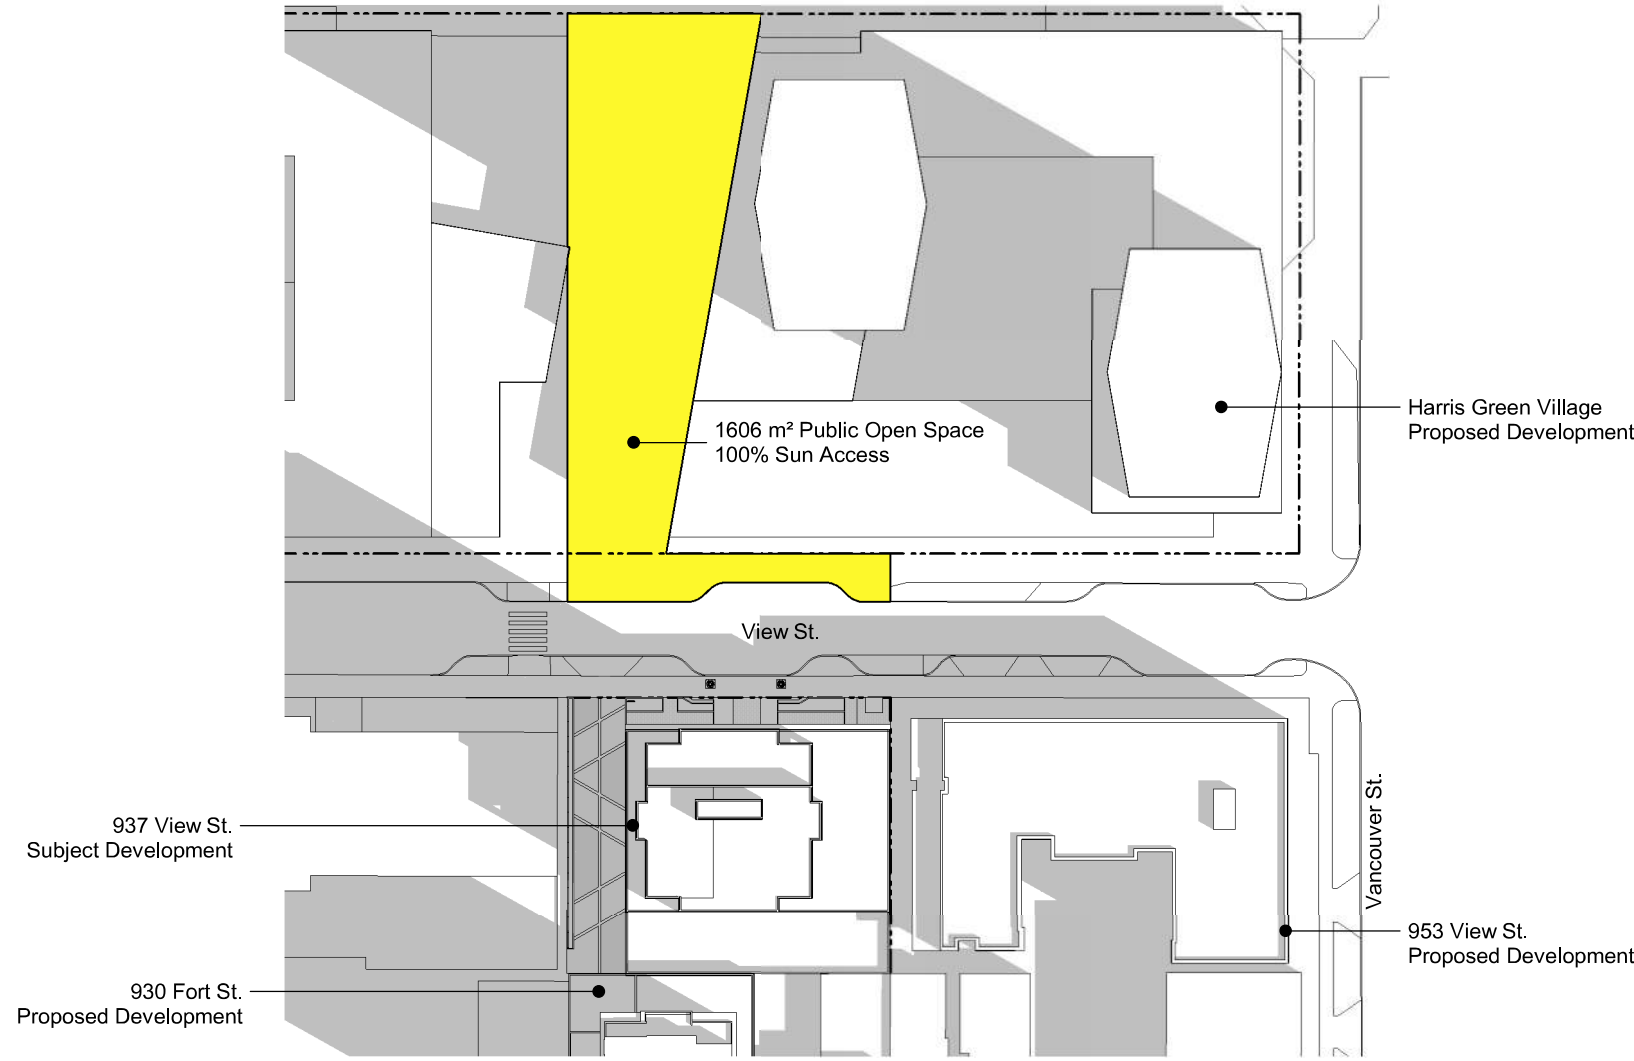 Harris Green Village
Proposed Development
1606 m² Public Open Space
100% Sun Access
View St.
937 View St.
Subject Development
Vancouver St.
953 View St.
Proposed Development
930 Fort St.
Proposed Development